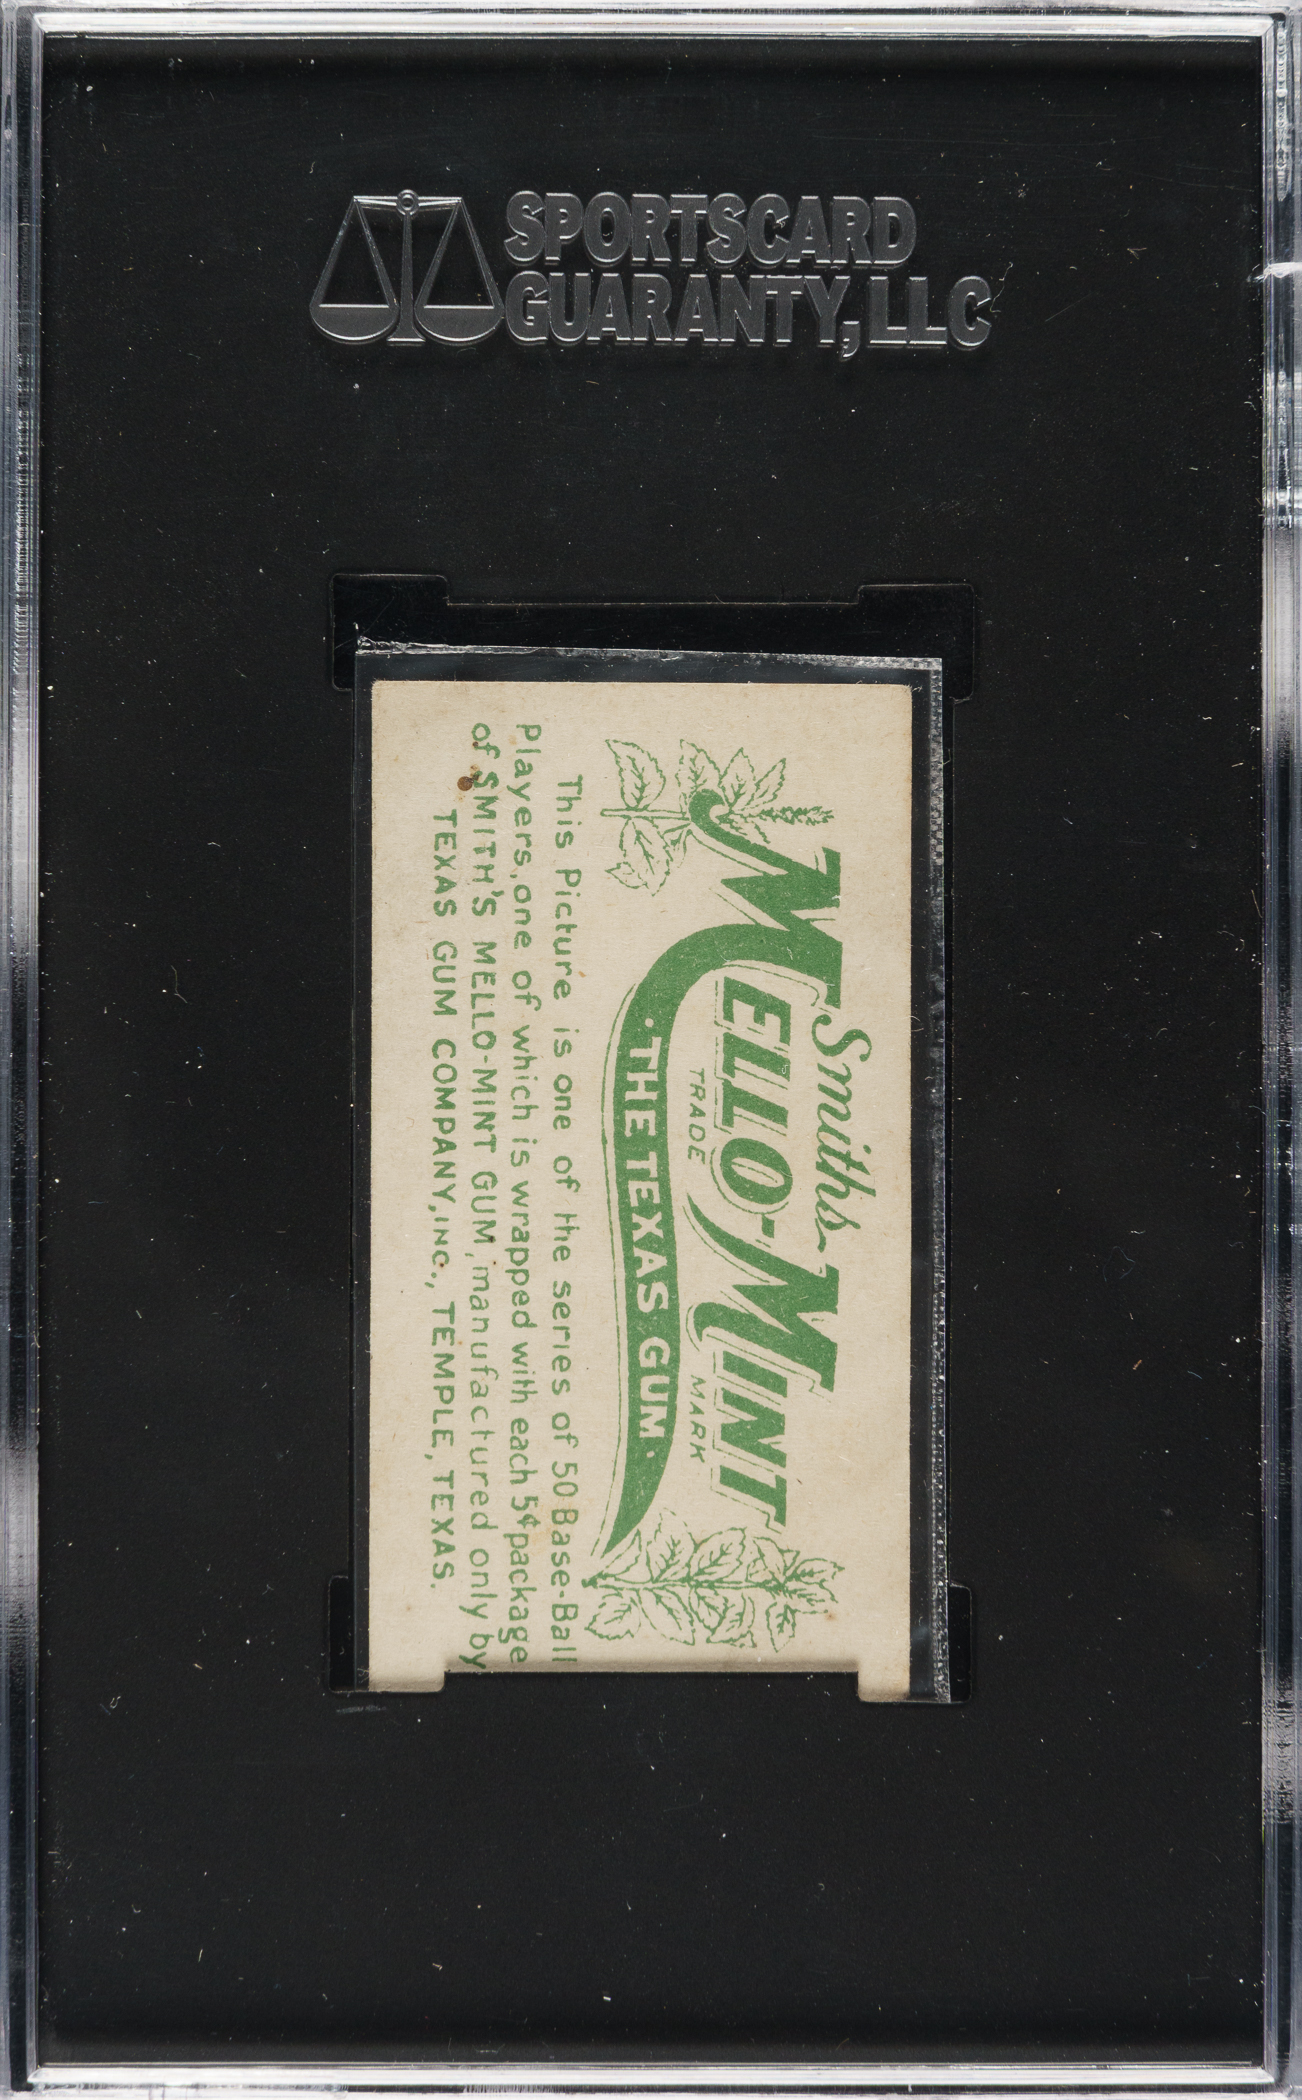 SPORTSCARD
GUARANTY, LLC
Smith's
MELLO-MINT
TRADE MARK
·THE TEXAS GUM·
This Picture is one of the series of 50 Base-Ball
players, one of which is wrapped with each 5¢ package
of SMITH'S MELLO-MINT GUM, manufactured only by
TEXAS GUM COMPANY, INC., TEMPLE, TEXAS.